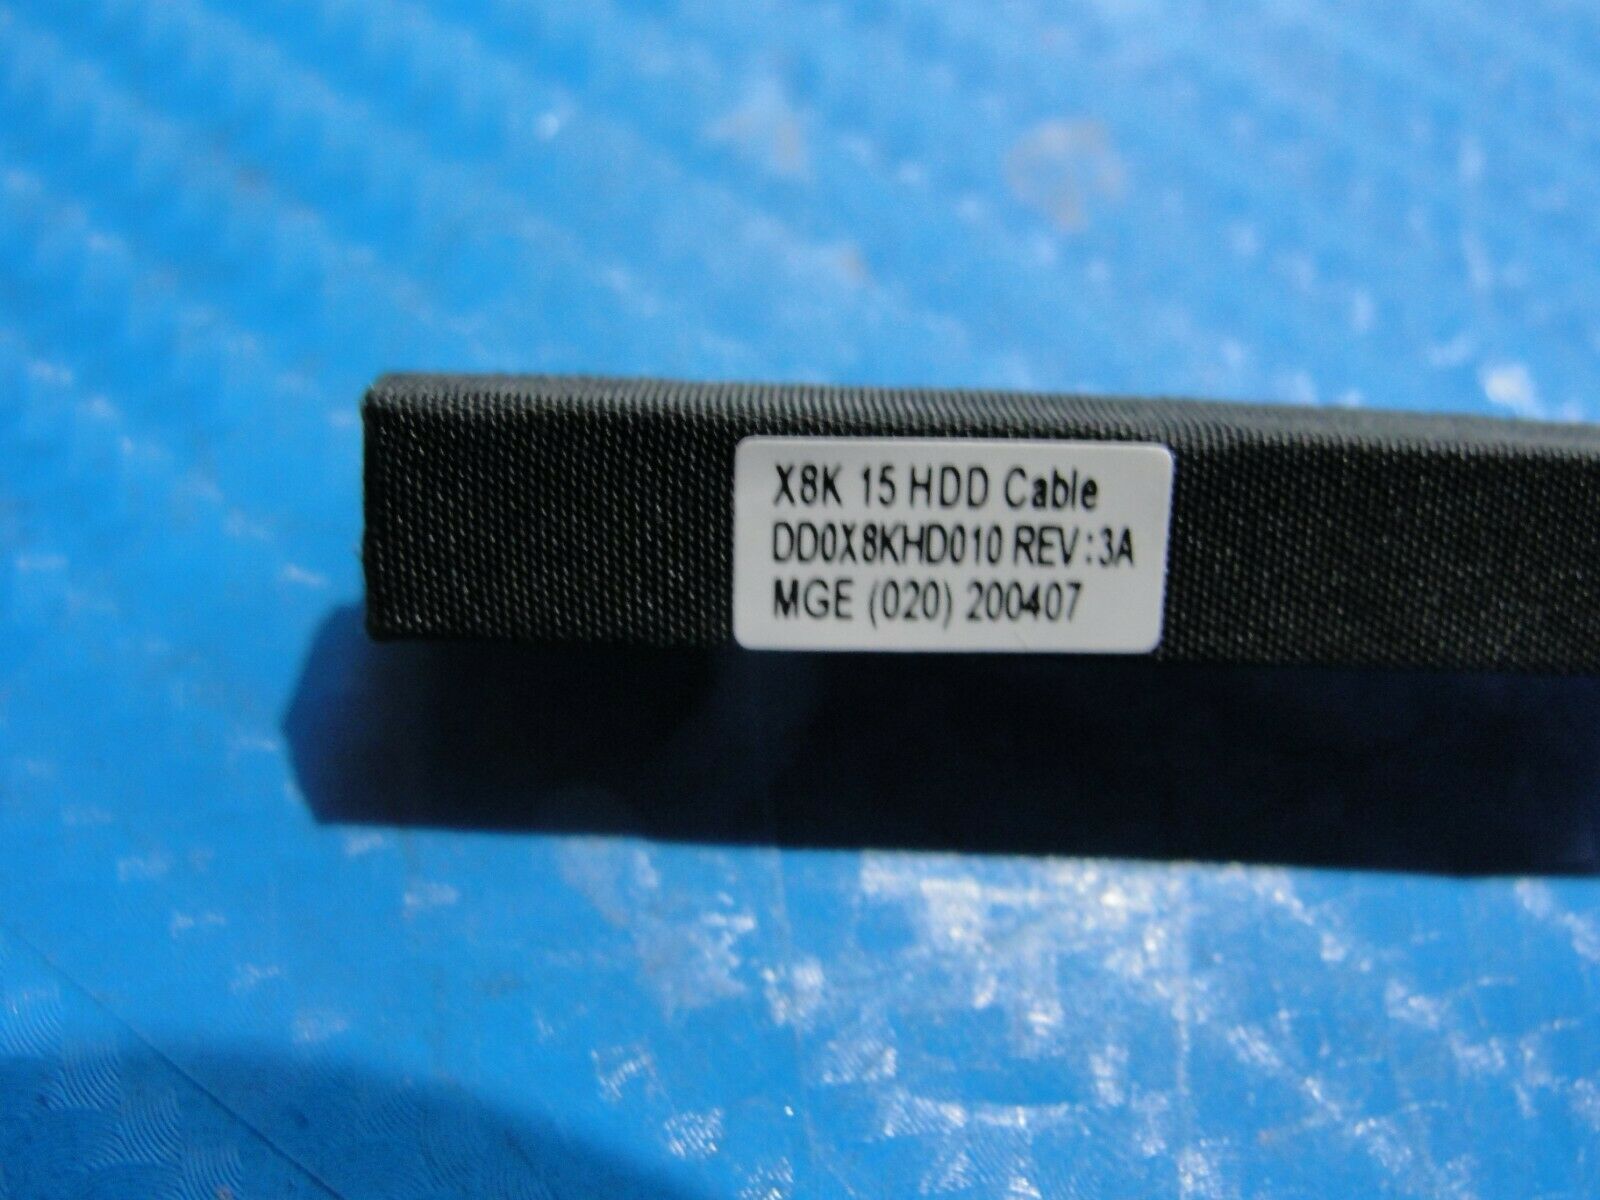 X8K 15 HDD Cable
DD0X8KHD010 REV:3A
MGE (020) 200407